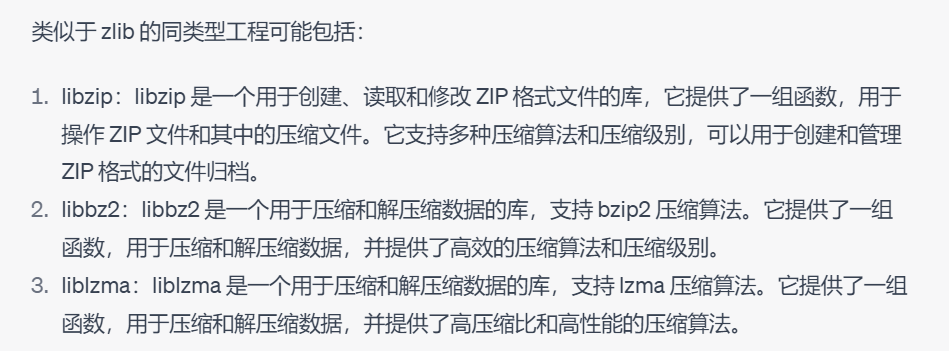 类似于 zlib 的同类型工程可能包括：
1. libzip：libzip 是一个用于创建、读取和修改 ZIP 格式文件的库，它提供了一组函数，用于
操作 ZIP 文件和其中的压缩文件。它支持多种压缩算法和压缩级别，可以用于创建和管理
ZIP 格式的文件归档。
2. libbz2：libbz2 是一个用于压缩和解压缩数据的库，支持 bzip2 压缩算法。它提供了一组
函数，用于压缩和解压缩数据，并提供了高效的压缩算法和压缩级别。
3. liblzma：liblzma 是一个用于压缩和解压缩数据的库，支持 lzma 压缩算法。它提供了一组
函数，用于压缩和解压缩数据，并提供了高压缩比和高性能的压缩算法。